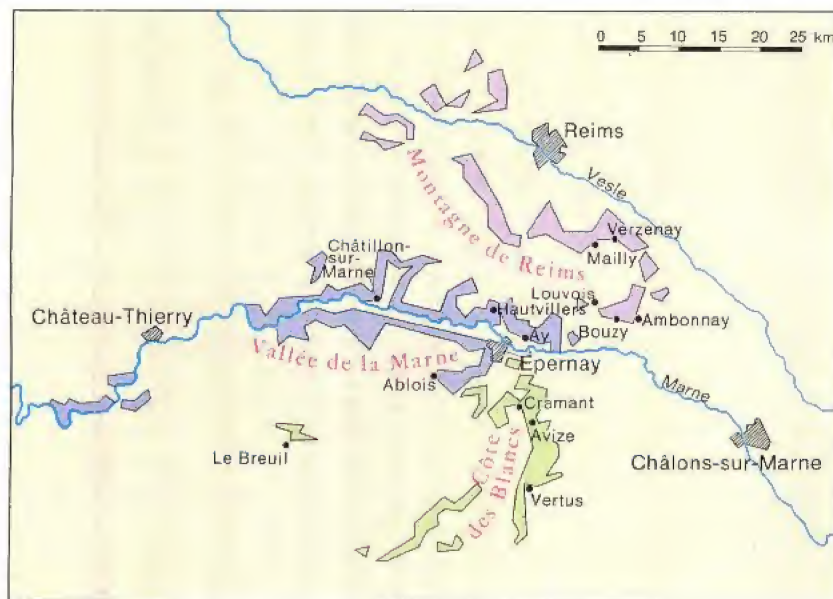 0 5 10 15 20 25 km
Reims
Vesle
Montagne de Reims
Verzenay
Mailly
Châtillon-
sur-
Marne
Louvois
Hautvillers
Château-Thierry
Ay
Bouzy
Ambonnay
Vallée de la Marne
Épernay
Ablois
Marne
Cramant
Avize
Côte
des Blancs
Le Breuil
Châlons-sur-Marne
Vertus